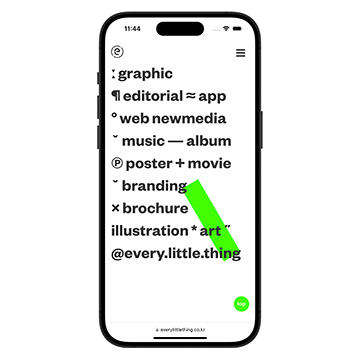 11:44
ⓔ
⁚ graphic
¶ editorial ≈ app
° web newmedia
ˇ music — album
℗ poster + movie
ˇ branding
× brochure
illustration * art ˝
@every.little.thing
top
everylittlething.co.kr